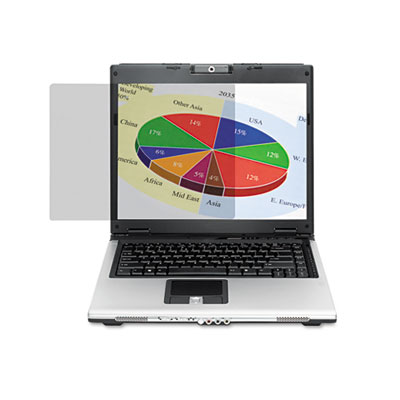 Developing
World
2035
Other Asia
USA
China
14%
15%
17%
12%
W. E
6%
8%
5%
4%
12%
America
Africa
Mid East
Asia
E. Europe/F